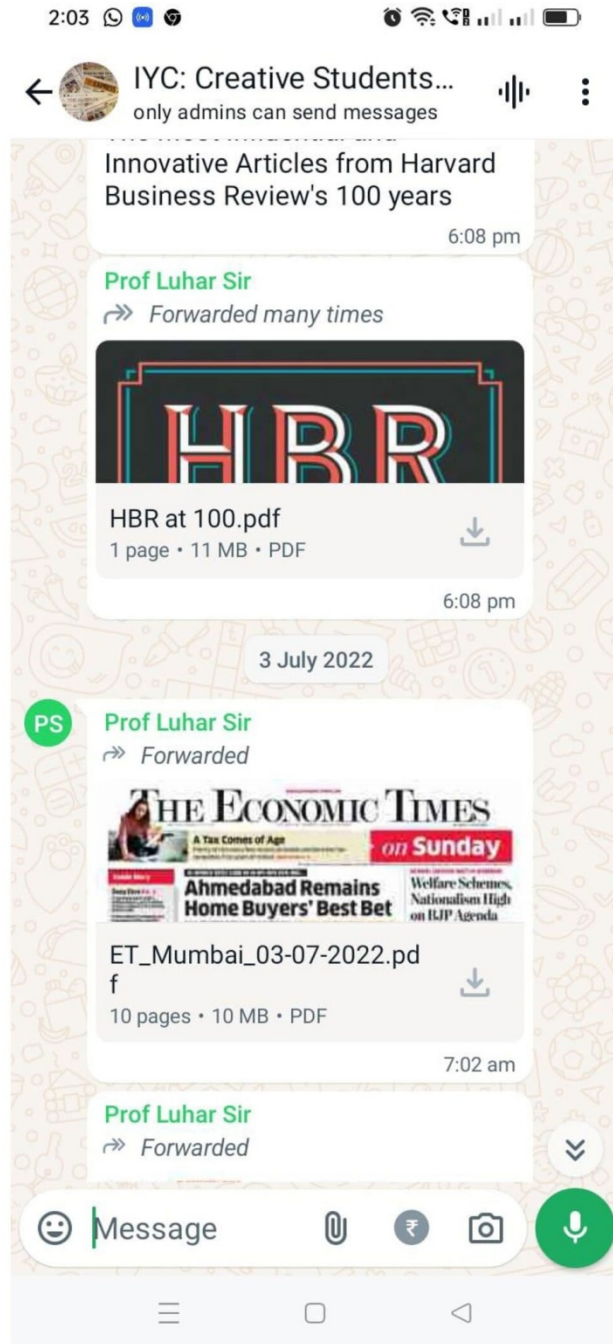 2:03
IYC: Creative Students...
only admins can send messages
Innovative Articles from Harvard
Business Review's 100 years
6:08 pm
Prof Luhar Sir
Forwarded many times
HBR
HBR at 100.pdf
1 page • 11 MB • PDF
6:08 pm
3 July 2022
PS
Prof Luhar Sir
Forwarded
THE ECONOMIC TIMES
A Tax Comes of Age
on Sunday
Ahmedabad Remains
Home Buyers' Best Bet
Welfare Schemes,
Nationalism High
on BJP Agenda
ET_Mumbai_03-07-2022.pd
f
10 pages • 10 MB • PDF
7:02 am
Prof Luhar Sir
Forwarded
Message
₹